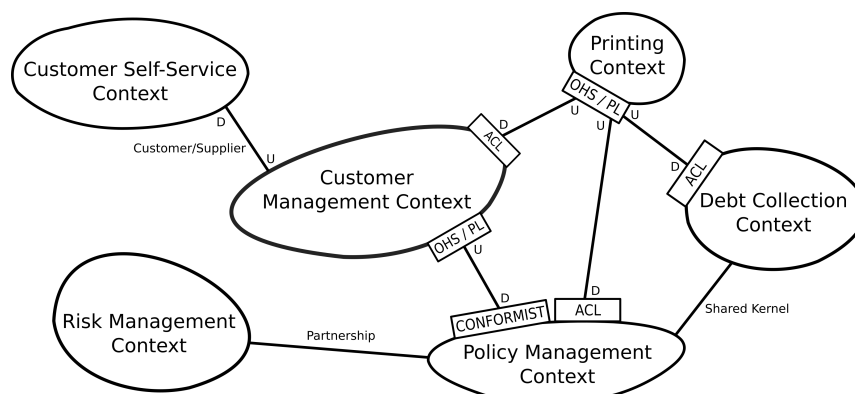 Printing
Context
Customer Self-Service
Context
OHS / PL
D
U
U
U
D
Customer/Supplier
U
ACL
D
ACL
Customer
Management Context
Debt Collection
Context
OHS / PL
U
D
D
CONFORMIST
ACL
Shared Kernel
Risk Management
Context
Partnership
Policy Management
Context